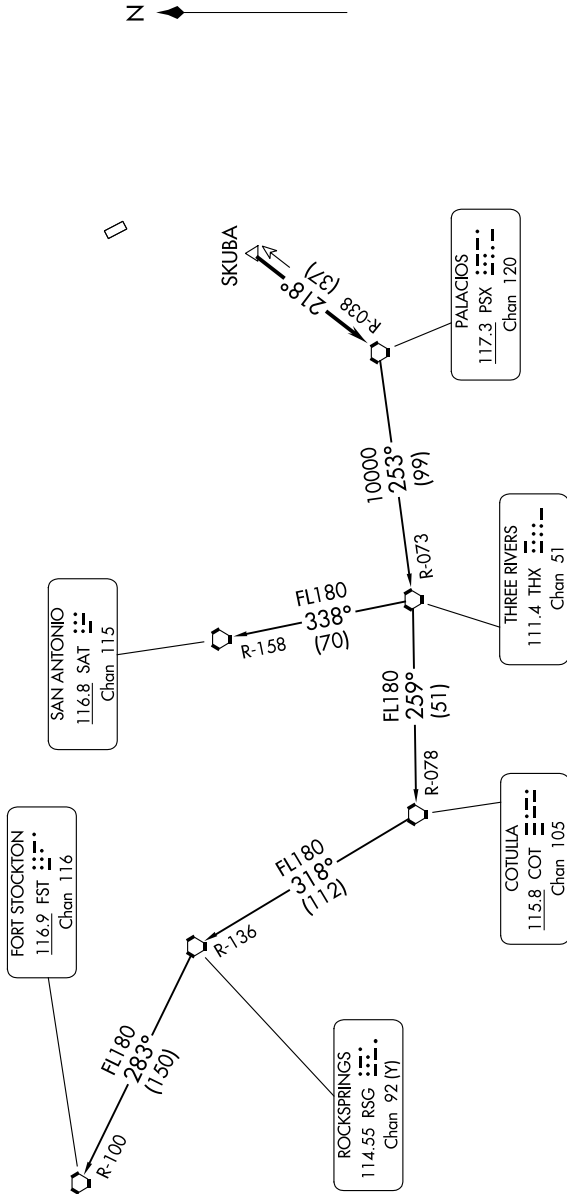 N
SKUBA
218°
(37)
R-038
PALACIOS
117.3 PSX
Chan 120
10000
253°
(99)
R-073
THREE RIVERS
111.4 THX
Chan 51
FL180
338°
(70)
R-158
SAN ANTONIO
116.8 SAT
Chan 115
FL180
259°
(51)
R-078
COTULLA
115.8 COT
Chan 105
FL180
318°
(112)
R-136
ROCKSPRINGS
114.55 RSG
Chan 92 (Y)
FL180
283°
(150)
R-100
FORT STOCKTON
116.9 FST
Chan 116